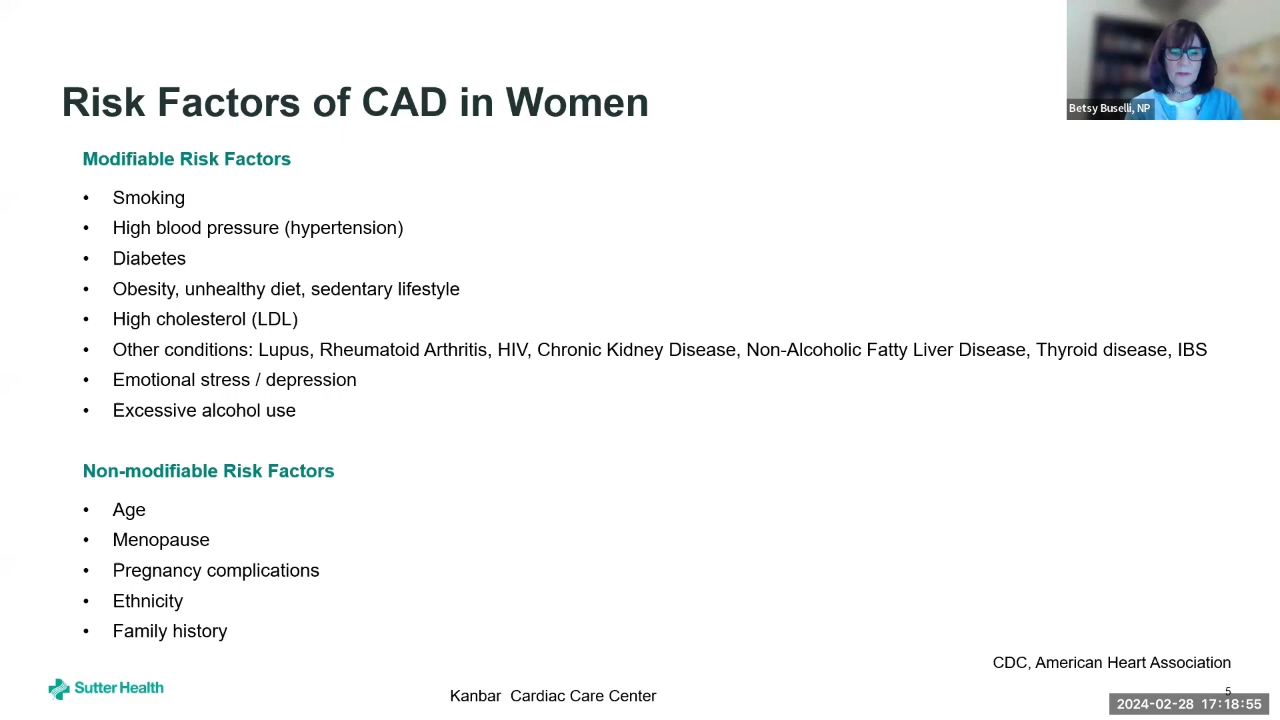 Betsy Buselli, NP
Risk Factors of CAD in Women
Modifiable Risk Factors
• Smoking
• High blood pressure (hypertension)
• Diabetes
• Obesity, unhealthy diet, sedentary lifestyle
• High cholesterol (LDL)
• Other conditions: Lupus, Rheumatoid Arthritis, HIV, Chronic Kidney Disease, Non-Alcoholic Fatty Liver Disease, Thyroid disease, IBS
• Emotional stress / depression
• Excessive alcohol use
Non-modifiable Risk Factors
• Age
• Menopause
• Pregnancy complications
• Ethnicity
• Family history
CDC, American Heart Association
Sutter Health
Kanbar Cardiac Care Center
5
2024-02-28 17:18:55